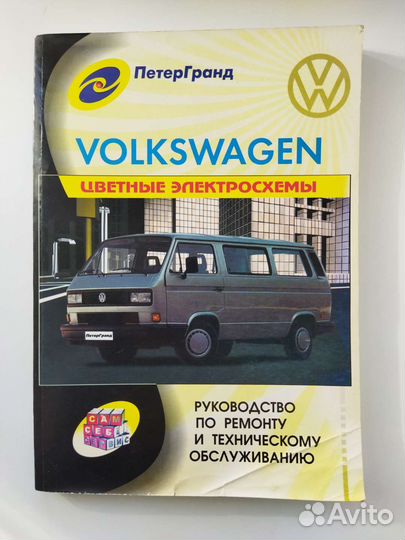 ПетерГранд
VOLKSWAGEN
ЦВЕТНЫЕ ЭЛЕКТРОСХЕМЫ
ПетерГранд
САМ
СЕБЕ
СЕРВИС
РУКОВОДСТВО
ПО РЕМОНТУ
И ТЕХНИЧЕСКОМУ
ОБСЛУЖИВАНИЮ
Avito